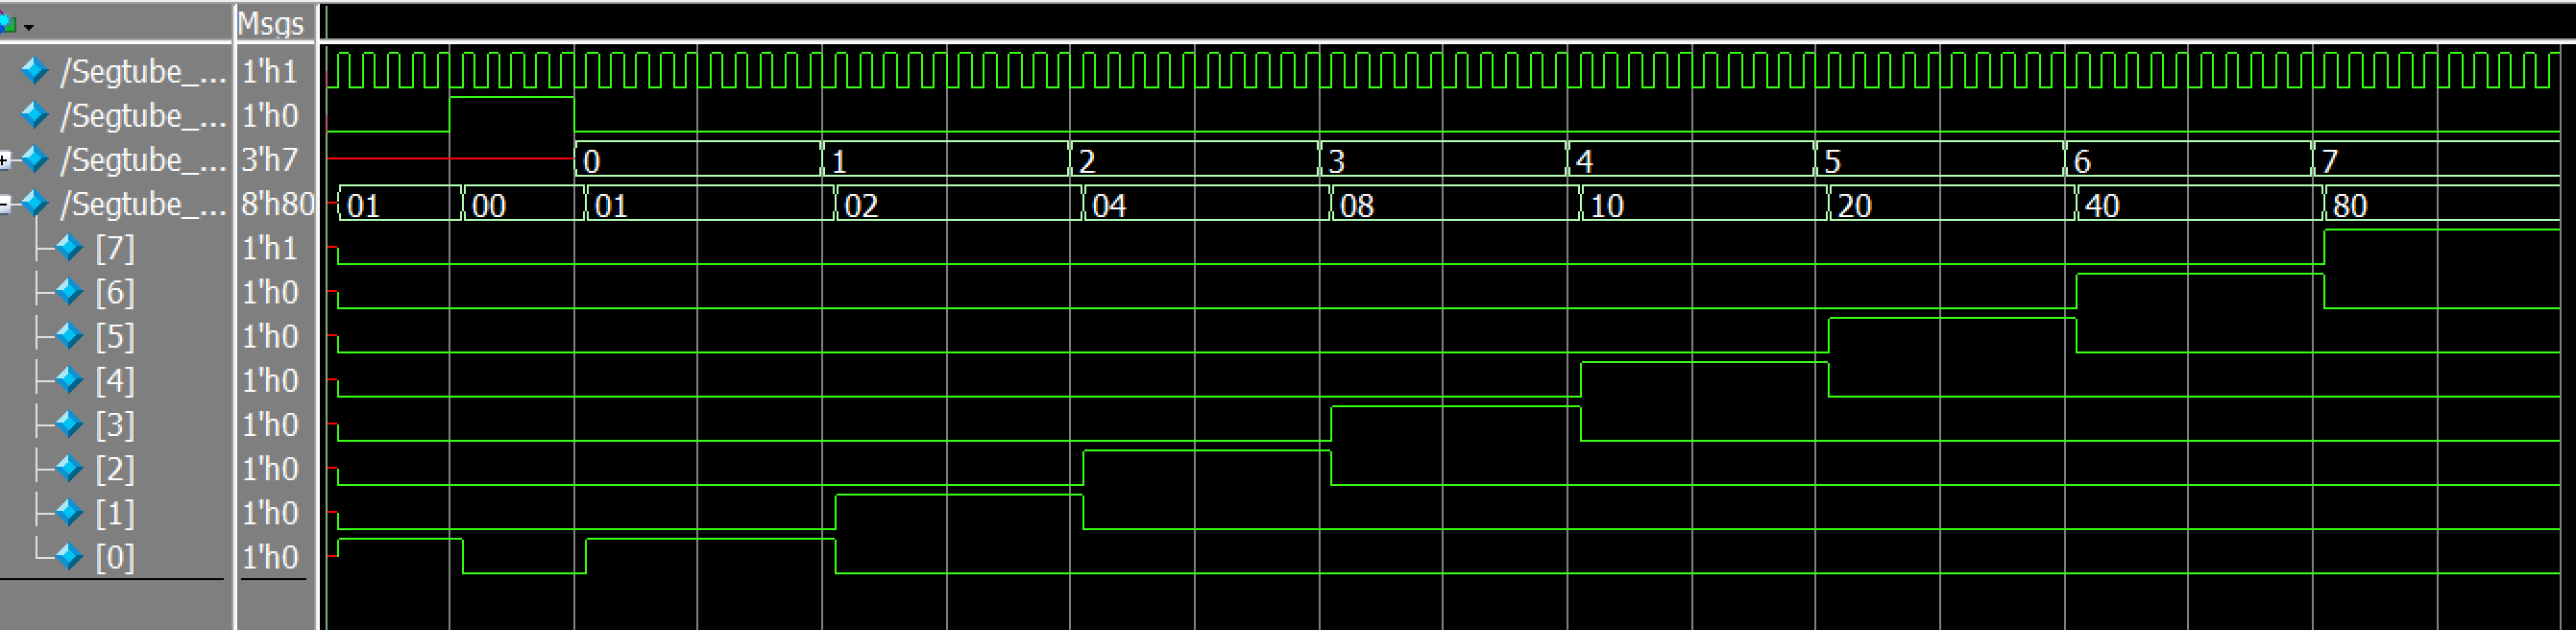 Msgs
/Segtube_... 1'h1
/Segtube_... 1'h0
/Segtube_... 3'h7 0 1 2 3 4 5 6 7
/Segtube_... 8'h80 01 00 01 02 04 08 10 20 40 80
[7] 1'h1
[6] 1'h0
[5] 1'h0
[4] 1'h0
[3] 1'h0
[2] 1'h0
[1] 1'h0
[0] 1'h0